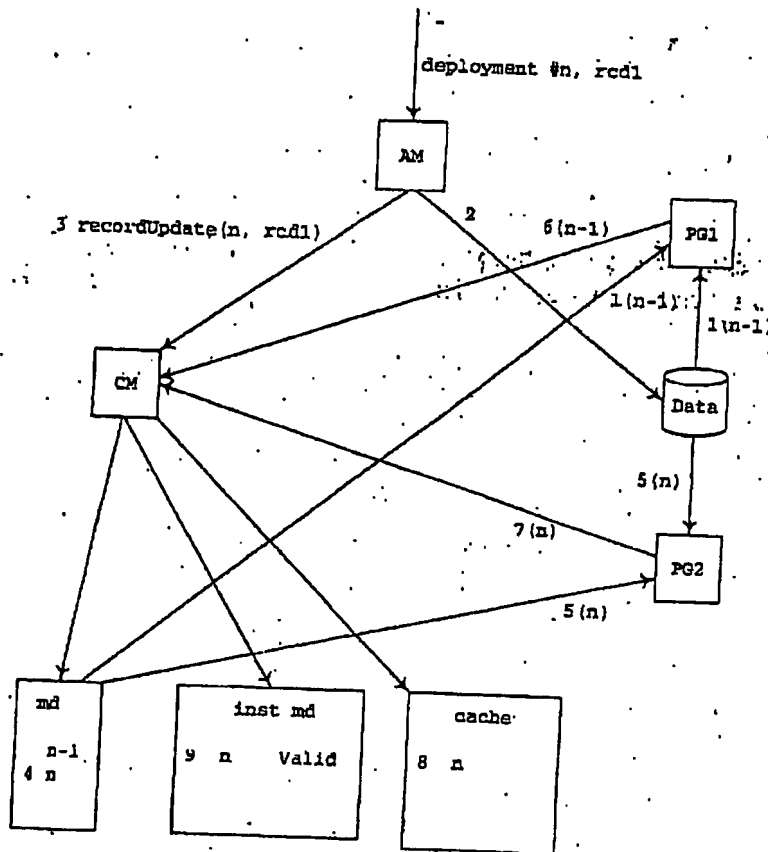 deployment #n, rcd1
AM
3 recordUpdate(n, rcd1)
2
6(n-1)
PG1
1(n-1)
1(n-1)
CM
Data
5(n)
7(n)
PG2
5(n)
md
n-1
4 n
inst md
9 n Valid
cache
8 n